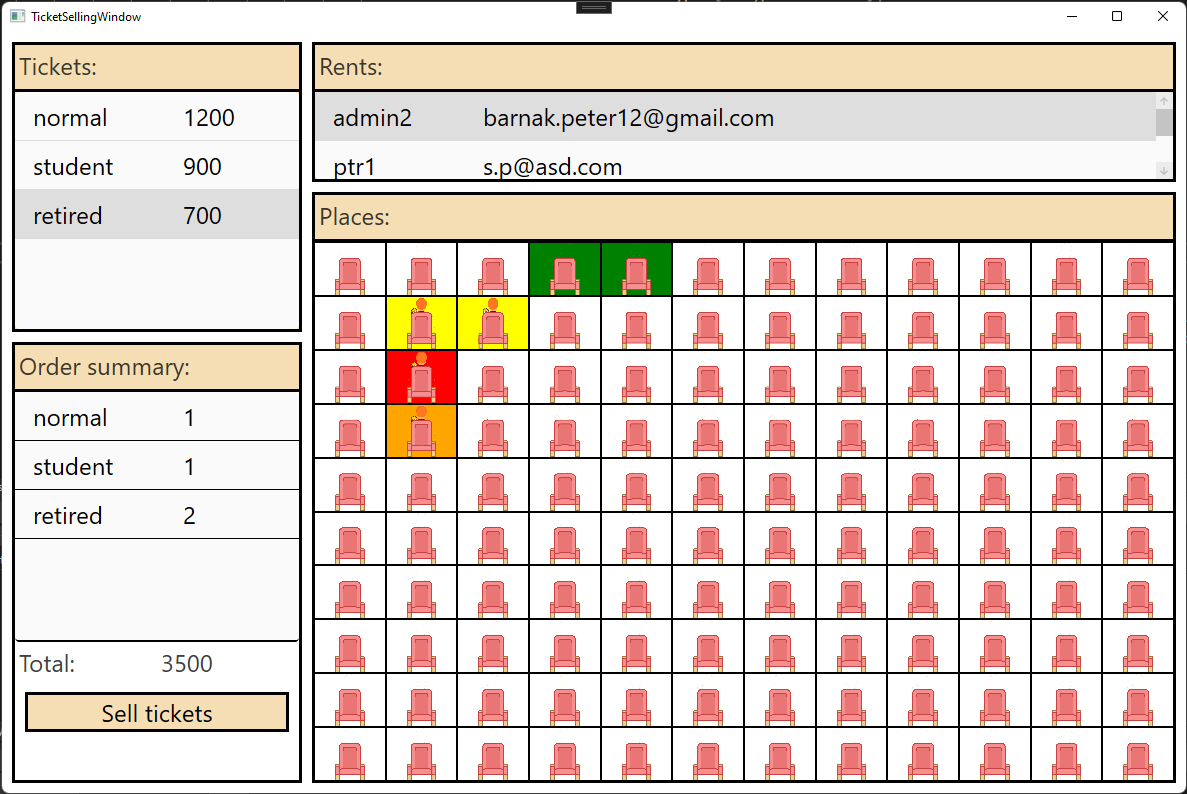 TicketSellingWindow
Tickets:
normal 1200
student 900
retired 700
Order summary:
normal 1
student 1
retired 2
Total: 3500
Sell tickets
Rents:
admin2 barnak.peter12@gmail.com
ptr1 s.p@asd.com
Places: